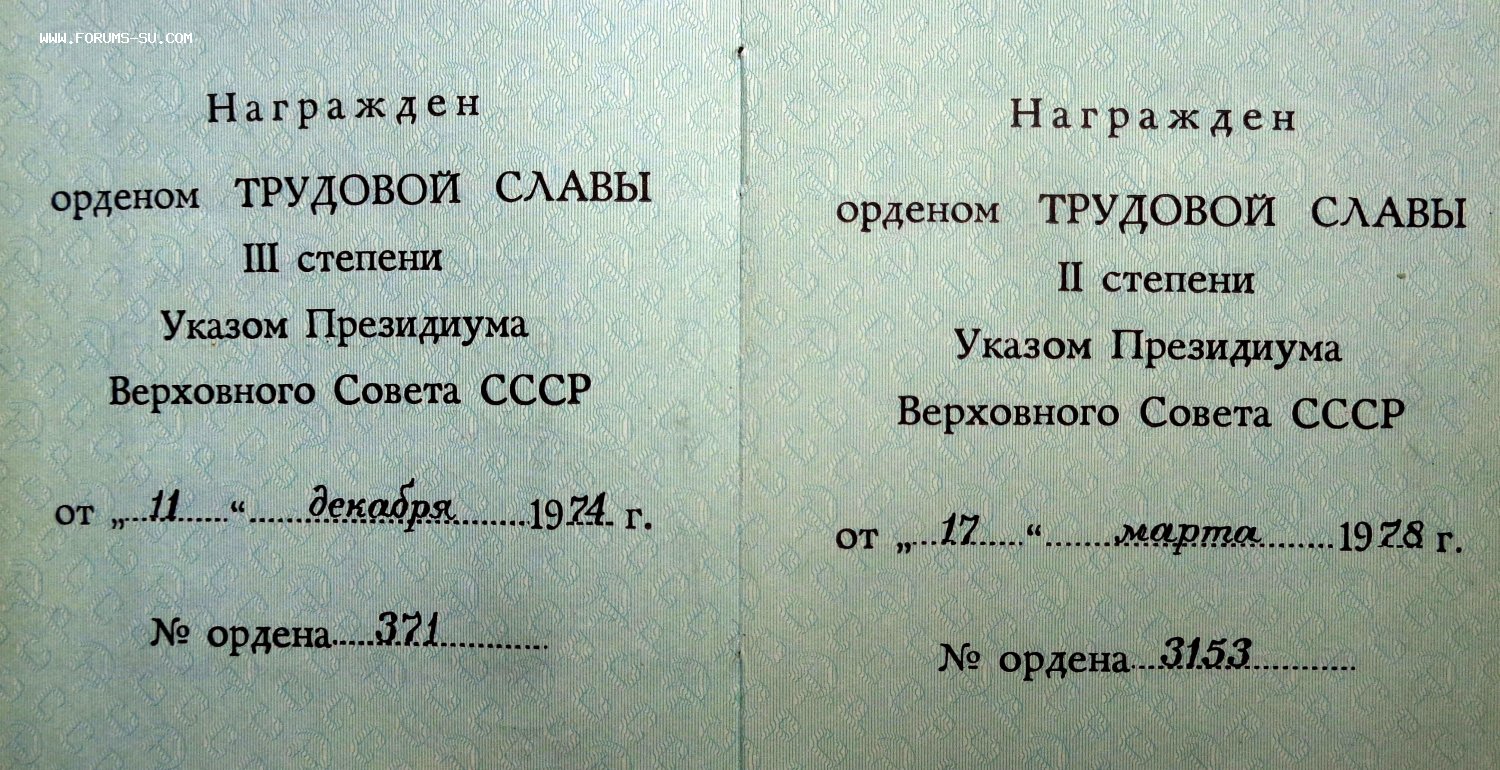 WWW.FORUMS-SU.COM
Награжден
орденом ТРУДОВОЙ СЛАВЫ
III степени
Указом Президиума
Верховного Совета СССР
от „ 11 “ декабря 1974 г.
№ ордена 371
Награжден
орденом ТРУДОВОЙ СЛАВЫ
II степени
Указом Президиума
Верховного Совета СССР
от „ 17 “ марта 1978 г.
№ ордена 3153